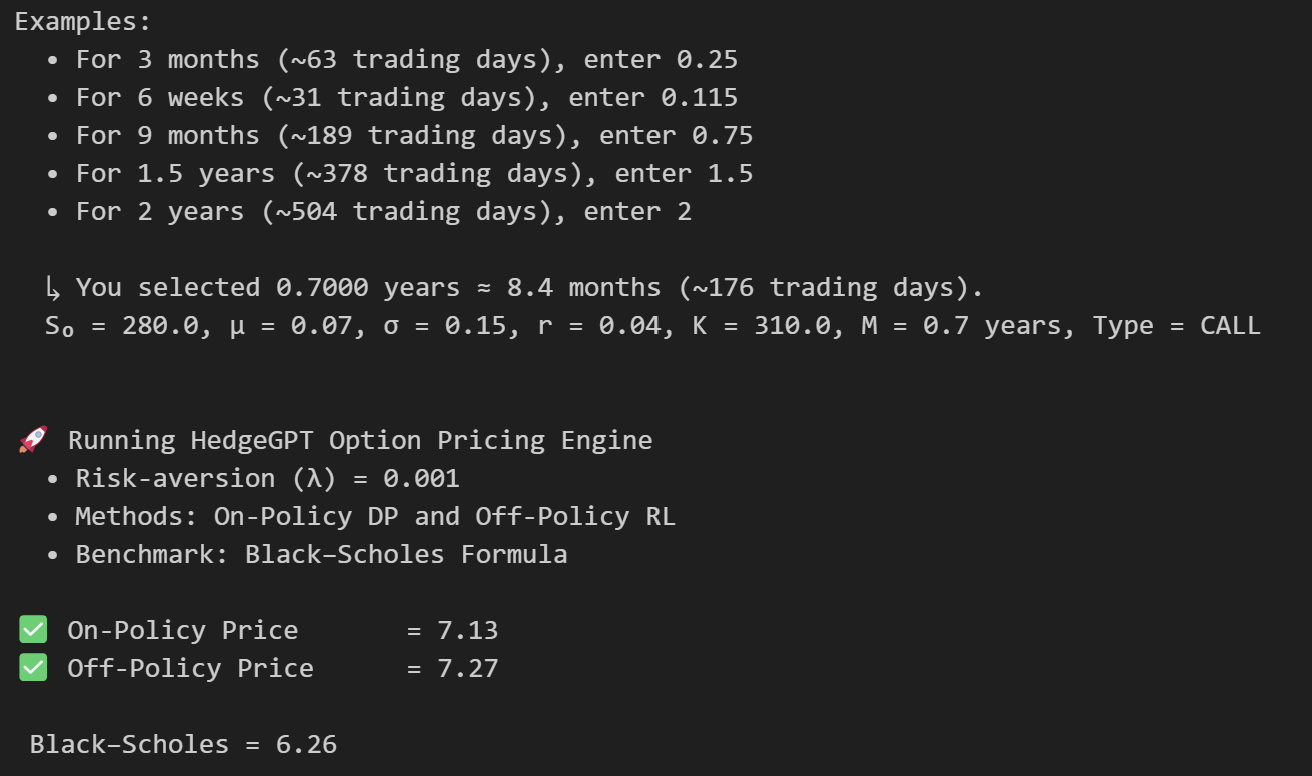 Examples:
• For 3 months (~63 trading days), enter 0.25
• For 6 weeks (~31 trading days), enter 0.115
• For 9 months (~189 trading days), enter 0.75
• For 1.5 years (~378 trading days), enter 1.5
• For 2 years (~504 trading days), enter 2
↳ You selected 0.7000 years ≈ 8.4 months (~176 trading days).
S₀ = 280.0, μ = 0.07, σ = 0.15, r = 0.04, K = 310.0, M = 0.7 years, Type = CALL
🚀 Running HedgeGPT Option Pricing Engine
• Risk-aversion (λ) = 0.001
• Methods: On-Policy DP and Off-Policy RL
• Benchmark: Black–Scholes Formula
✅ On-Policy Price = 7.13
✅ Off-Policy Price = 7.27
Black–Scholes = 6.26